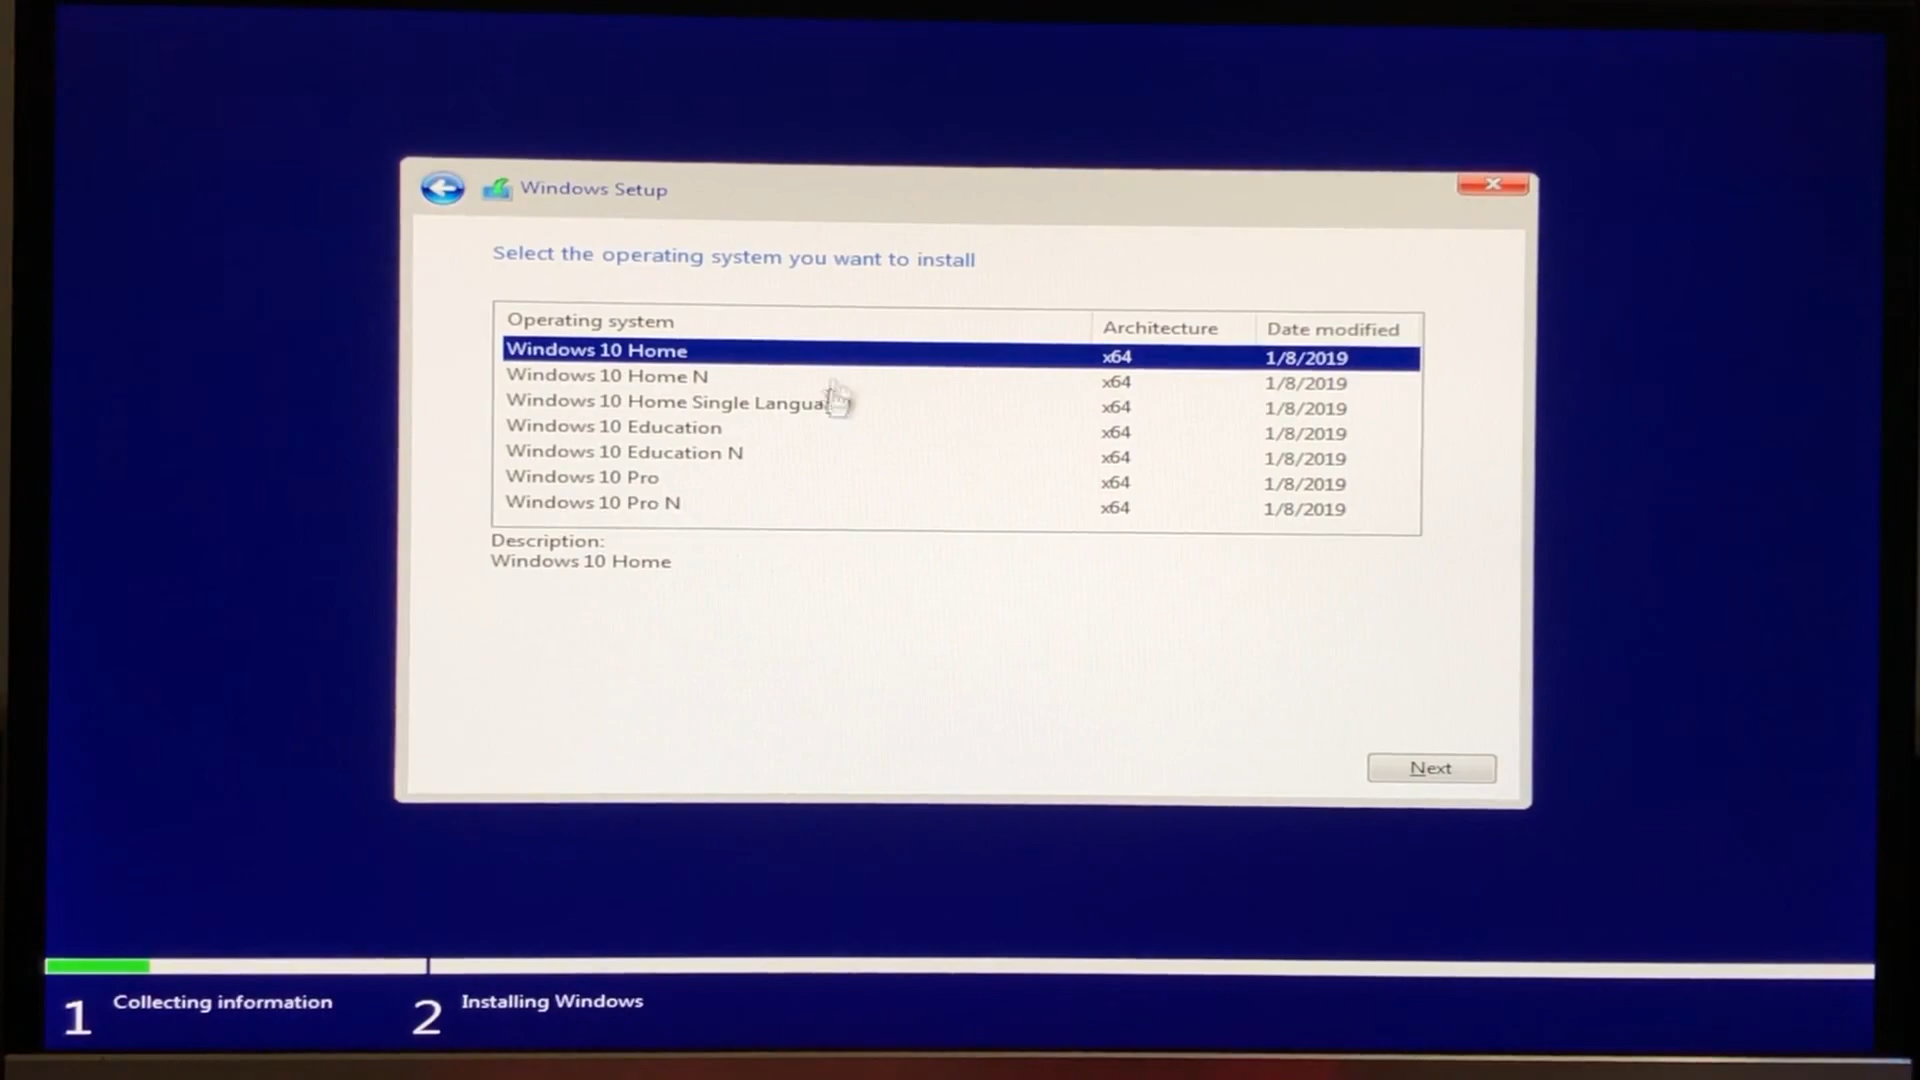 Windows Setup
Select the operating system you want to install
Operating system Architecture Date modified
Windows 10 Home x64 1/8/2019
Windows 10 Home N x64 1/8/2019
Windows 10 Home Single Langua x64 1/8/2019
Windows 10 Education x64 1/8/2019
Windows 10 Education N x64 1/8/2019
Windows 10 Pro x64 1/8/2019
Windows 10 Pro N x64 1/8/2019
Description:
Windows 10 Home
Next
1 Collecting information 2 Installing Windows